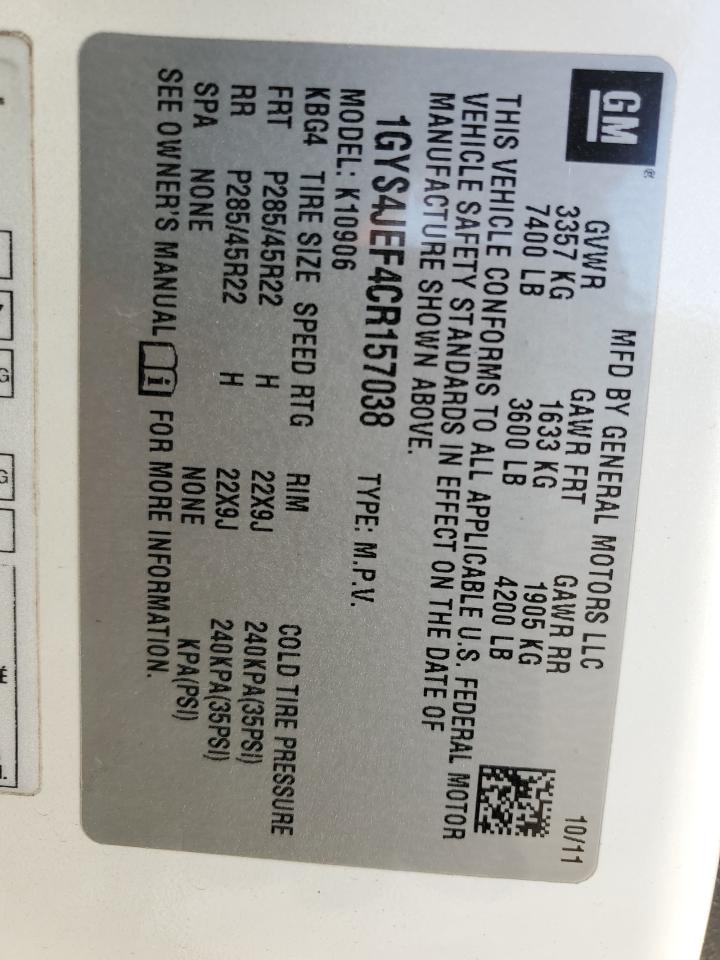 GM®
MFD BY GENERAL MOTORS LLC
10/11
GVWR GAWR FRT GAWR RR
3357 KG 1633 KG 1905 KG
7400 LB 3600 LB 4200 LB
THIS VEHICLE CONFORMS TO ALL APPLICABLE U.S. FEDERAL MOTOR
VEHICLE SAFETY STANDARDS IN EFFECT ON THE DATE OF
MANUFACTURE SHOWN ABOVE.
1GYS4JEF4CR157038 TYPE: M.P.V.
MODEL: K10906
KBG4 TIRE SIZE SPEED RTG RIM COLD TIRE PRESSURE
FRT P285/45R22 H 22X9J 240KPA(35PSI)
RR P285/45R22 H 22X9J 240KPA(35PSI)
SPA NONE NONE KPA(PSI)
SEE OWNER'S MANUAL i FOR MORE INFORMATION.